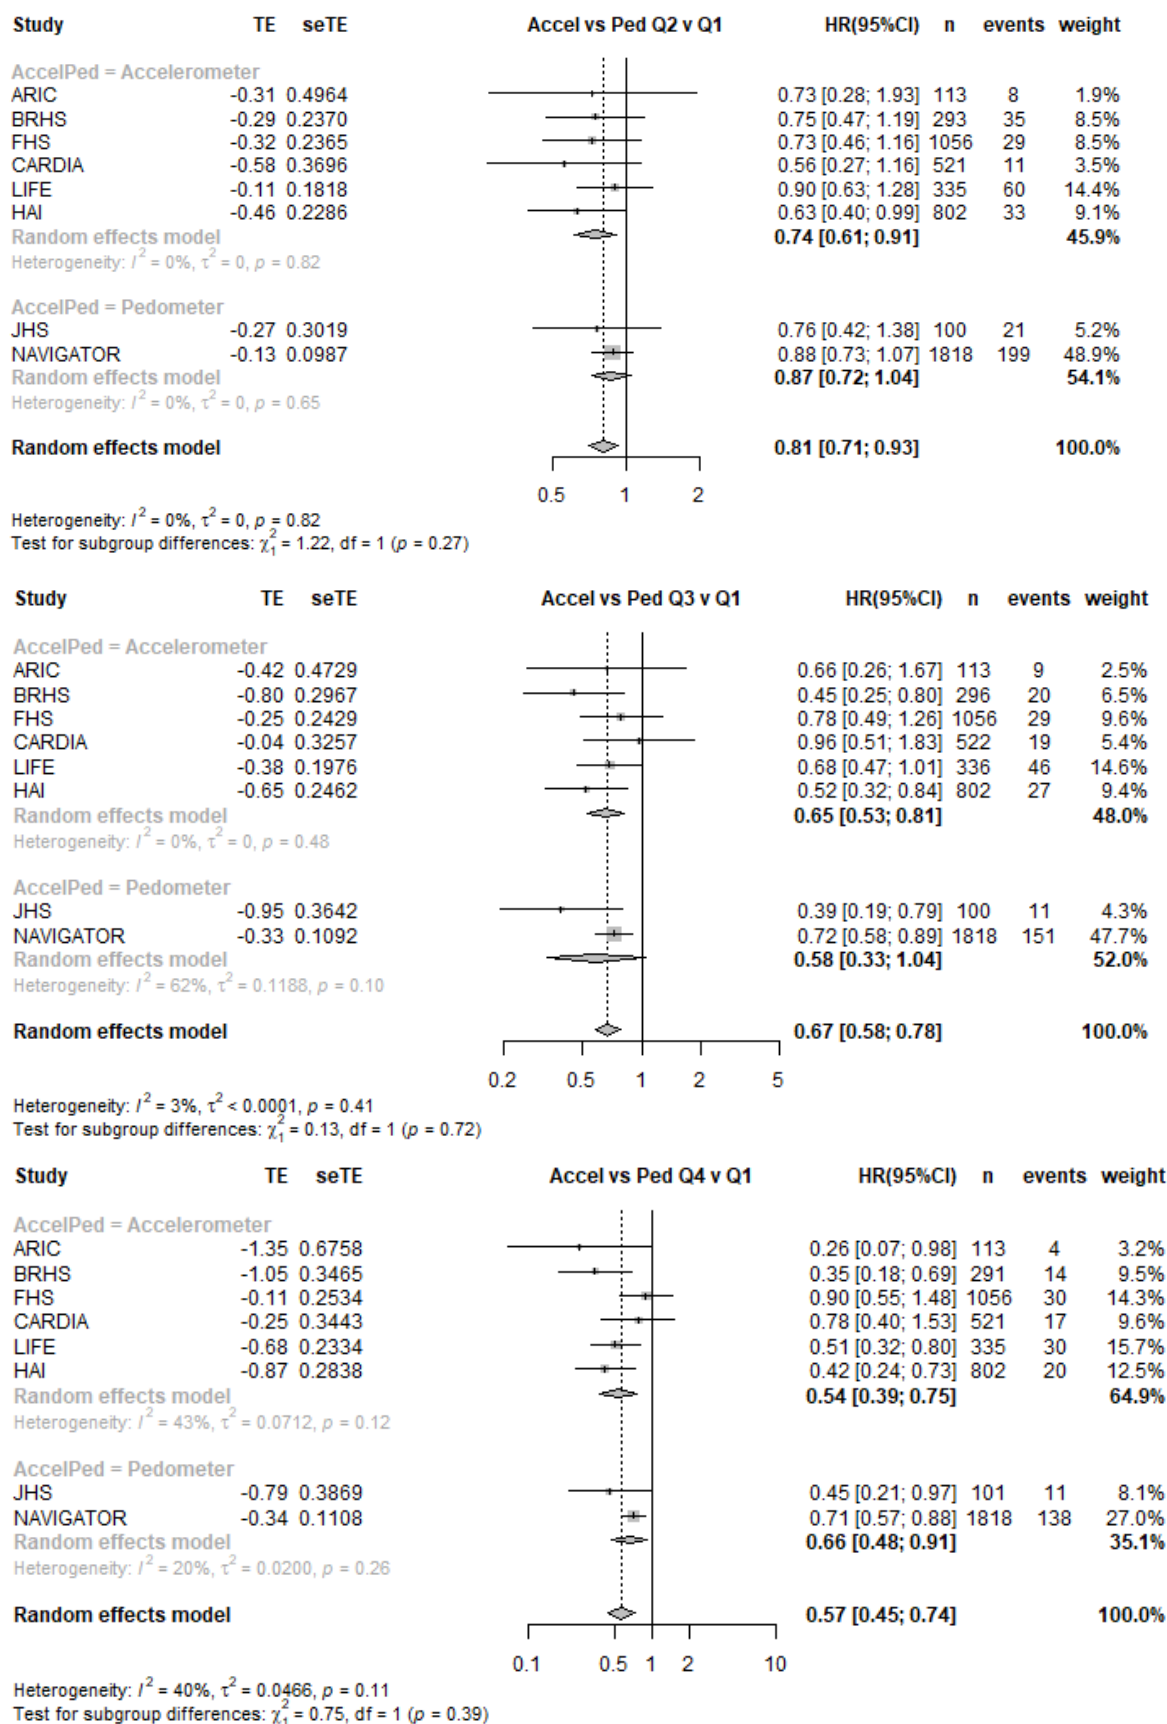 Study TE seTE Accel vs Ped Q2 v Q1 HR(95%CI) n events weight
AccelPed = Accelerometer
ARIC -0.31 0.4964 0.73 [0.28; 1.93] 113 8 1.9%
BRHS -0.29 0.2370 0.75 [0.47; 1.19] 293 35 8.5%
FHS -0.32 0.2365 0.73 [0.46; 1.16] 1056 29 8.5%
CARDIA -0.58 0.3696 0.56 [0.27; 1.16] 521 11 3.5%
LIFE -0.11 0.1818 0.90 [0.63; 1.28] 335 60 14.4%
HAI -0.46 0.2286 0.63 [0.40; 0.99] 802 33 9.1%
Random effects model 0.74 [0.61; 0.91] 45.9%
Heterogeneity: I² = 0%, τ² = 0, p = 0.82
AccelPed = Pedometer
JHS -0.27 0.3019 0.76 [0.42; 1.38] 100 21 5.2%
NAVIGATOR -0.13 0.0987 0.88 [0.73; 1.07] 1818 199 48.9%
Random effects model 0.87 [0.72; 1.04] 54.1%
Heterogeneity: I² = 0%, τ² = 0, p = 0.65
Random effects model 0.81 [0.71; 0.93] 100.0%
0.5 1 2
Heterogeneity: I² = 0%, τ² = 0, p = 0.82
Test for subgroup differences: χ²₁ = 1.22, df = 1 (p = 0.27)
Study TE seTE Accel vs Ped Q3 v Q1 HR(95%CI) n events weight
AccelPed = Accelerometer
ARIC -0.42 0.4729 0.66 [0.26; 1.67] 113 9 2.5%
BRHS -0.80 0.2967 0.45 [0.25; 0.80] 296 20 6.5%
FHS -0.25 0.2429 0.78 [0.49; 1.26] 1056 29 9.6%
CARDIA -0.04 0.3257 0.96 [0.51; 1.83] 522 19 5.4%
LIFE -0.38 0.1976 0.68 [0.47; 1.01] 336 46 14.6%
HAI -0.65 0.2462 0.52 [0.32; 0.84] 802 27 9.4%
Random effects model 0.65 [0.53; 0.81] 48.0%
Heterogeneity: I² = 0%, τ² = 0, p = 0.48
AccelPed = Pedometer
JHS -0.95 0.3642 0.39 [0.19; 0.79] 100 11 4.3%
NAVIGATOR -0.33 0.1092 0.72 [0.58; 0.89] 1818 151 47.7%
Random effects model 0.58 [0.33; 1.04] 52.0%
Heterogeneity: I² = 62%, τ² = 0.1188, p = 0.10
Random effects model 0.67 [0.58; 0.78] 100.0%
0.2 0.5 1 2 5
Heterogeneity: I² = 3%, τ² < 0.0001, p = 0.41
Test for subgroup differences: χ²₁ = 0.13, df = 1 (p = 0.72)
Study TE seTE Accel vs Ped Q4 v Q1 HR(95%CI) n events weight
AccelPed = Accelerometer
ARIC -1.35 0.6758 0.26 [0.07; 0.98] 113 4 3.2%
BRHS -1.05 0.3465 0.35 [0.18; 0.69] 291 14 9.5%
FHS -0.11 0.2534 0.90 [0.55; 1.48] 1056 30 14.3%
CARDIA -0.25 0.3443 0.78 [0.40; 1.53] 521 17 9.6%
LIFE -0.68 0.2334 0.51 [0.32; 0.80] 335 30 15.7%
HAI -0.87 0.2838 0.42 [0.24; 0.73] 802 20 12.5%
Random effects model 0.54 [0.39; 0.75] 64.9%
Heterogeneity: I² = 43%, τ² = 0.0712, p = 0.12
AccelPed = Pedometer
JHS -0.79 0.3869 0.45 [0.21; 0.97] 101 11 8.1%
NAVIGATOR -0.34 0.1108 0.71 [0.57; 0.88] 1818 138 27.0%
Random effects model 0.66 [0.48; 0.91] 35.1%
Heterogeneity: I² = 20%, τ² = 0.0200, p = 0.26
Random effects model 0.57 [0.45; 0.74] 100.0%
0.1 0.5 1 2 10
Heterogeneity: I² = 40%, τ² = 0.0466, p = 0.11
Test for subgroup differences: χ²₁ = 0.75, df = 1 (p = 0.39)